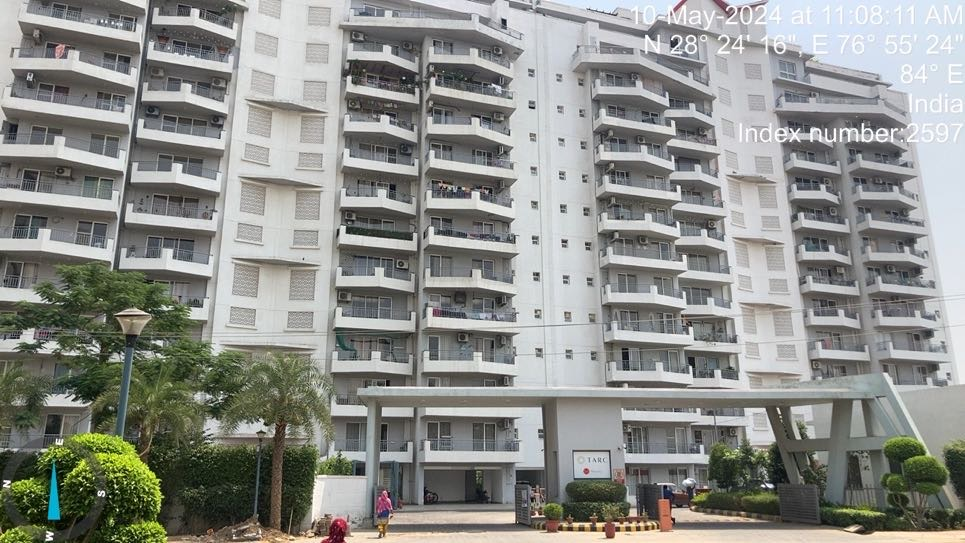 10-May-2024 at 11:08:11 AM
N 28° 24' 16", E 76° 55' 24"
84° E
India
Index number:2597
TARC
E
N
S
W